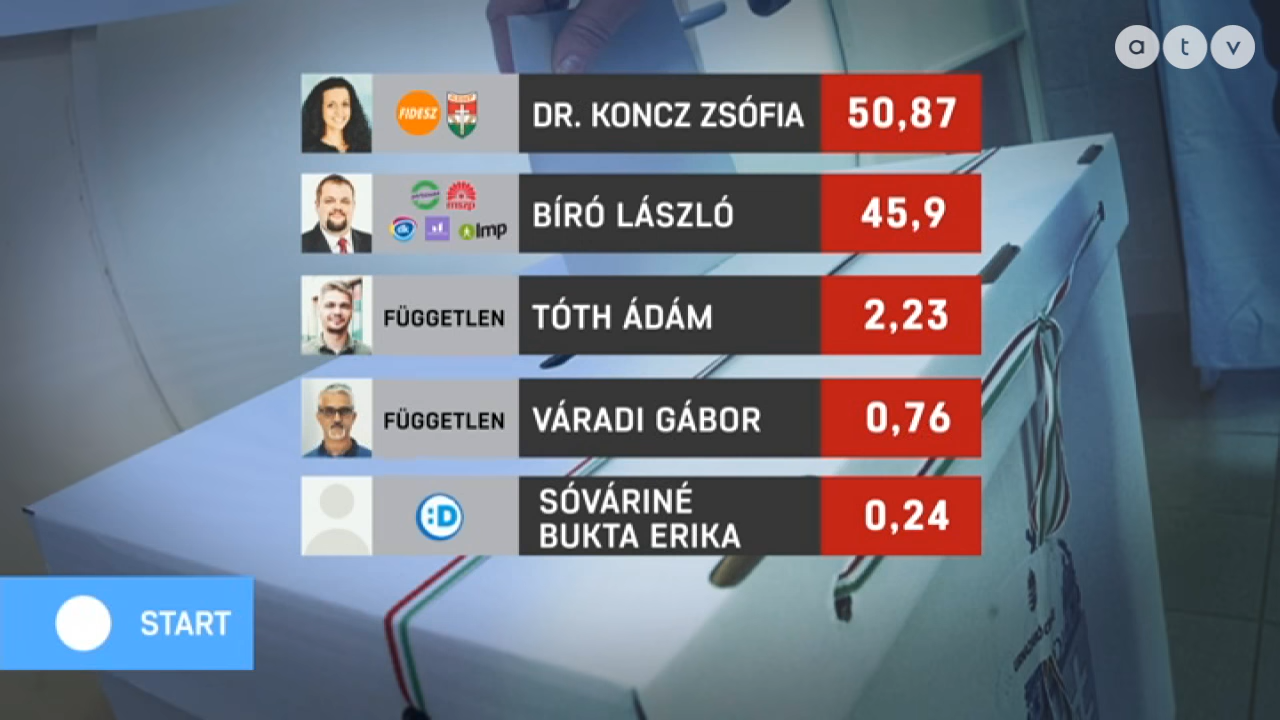 a t v
FIDESZ
DR. KONCZ ZSÓFIA
50,87
mszp
lmp
BÍRÓ LÁSZLÓ
45,9
FÜGGETLEN
TÓTH ÁDÁM
2,23
FÜGGETLEN
VÁRADI GÁBOR
0,76
:D
SÓVÁRINÉ
BUKTA ERIKA
0,24
START